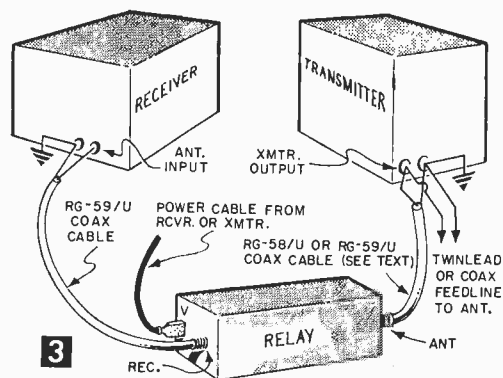 RECEIVER
TRANSMITTER
ANT.
INPUT
XMTR.
OUTPUT
RG-59/U
COAX
CABLE
POWER CABLE FROM
RCVR. OR XMTR.
RG-58/U OR RG-59/U
COAX CABLE (SEE TEXT)
TWINLEAD
OR COAX
FEEDLINE
TO ANT.
V
RELAY
ANT
REC.
3